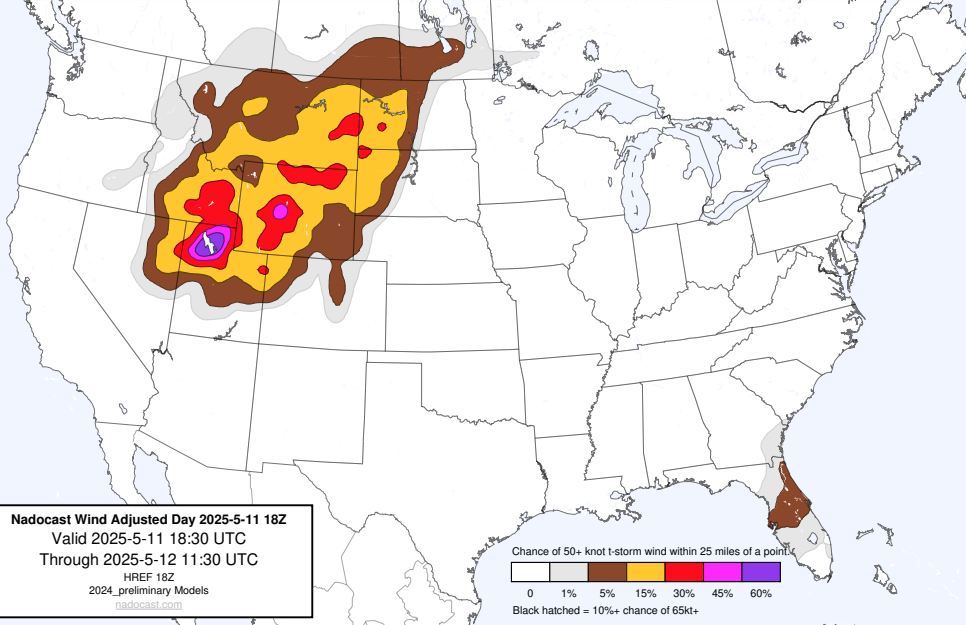 Nadocast Wind Adjusted Day 2025-5-11 18Z
Valid 2025-5-11 18:30 UTC
Through 2025-5-12 11:30 UTC
HREF 18Z
2024_preliminary Models
nadocast.com
Chance of 50+ knot t-storm wind within 25 miles of a point.
0 1% 5% 15% 30% 45% 60%
Black hatched = 10%+ chance of 65kt+